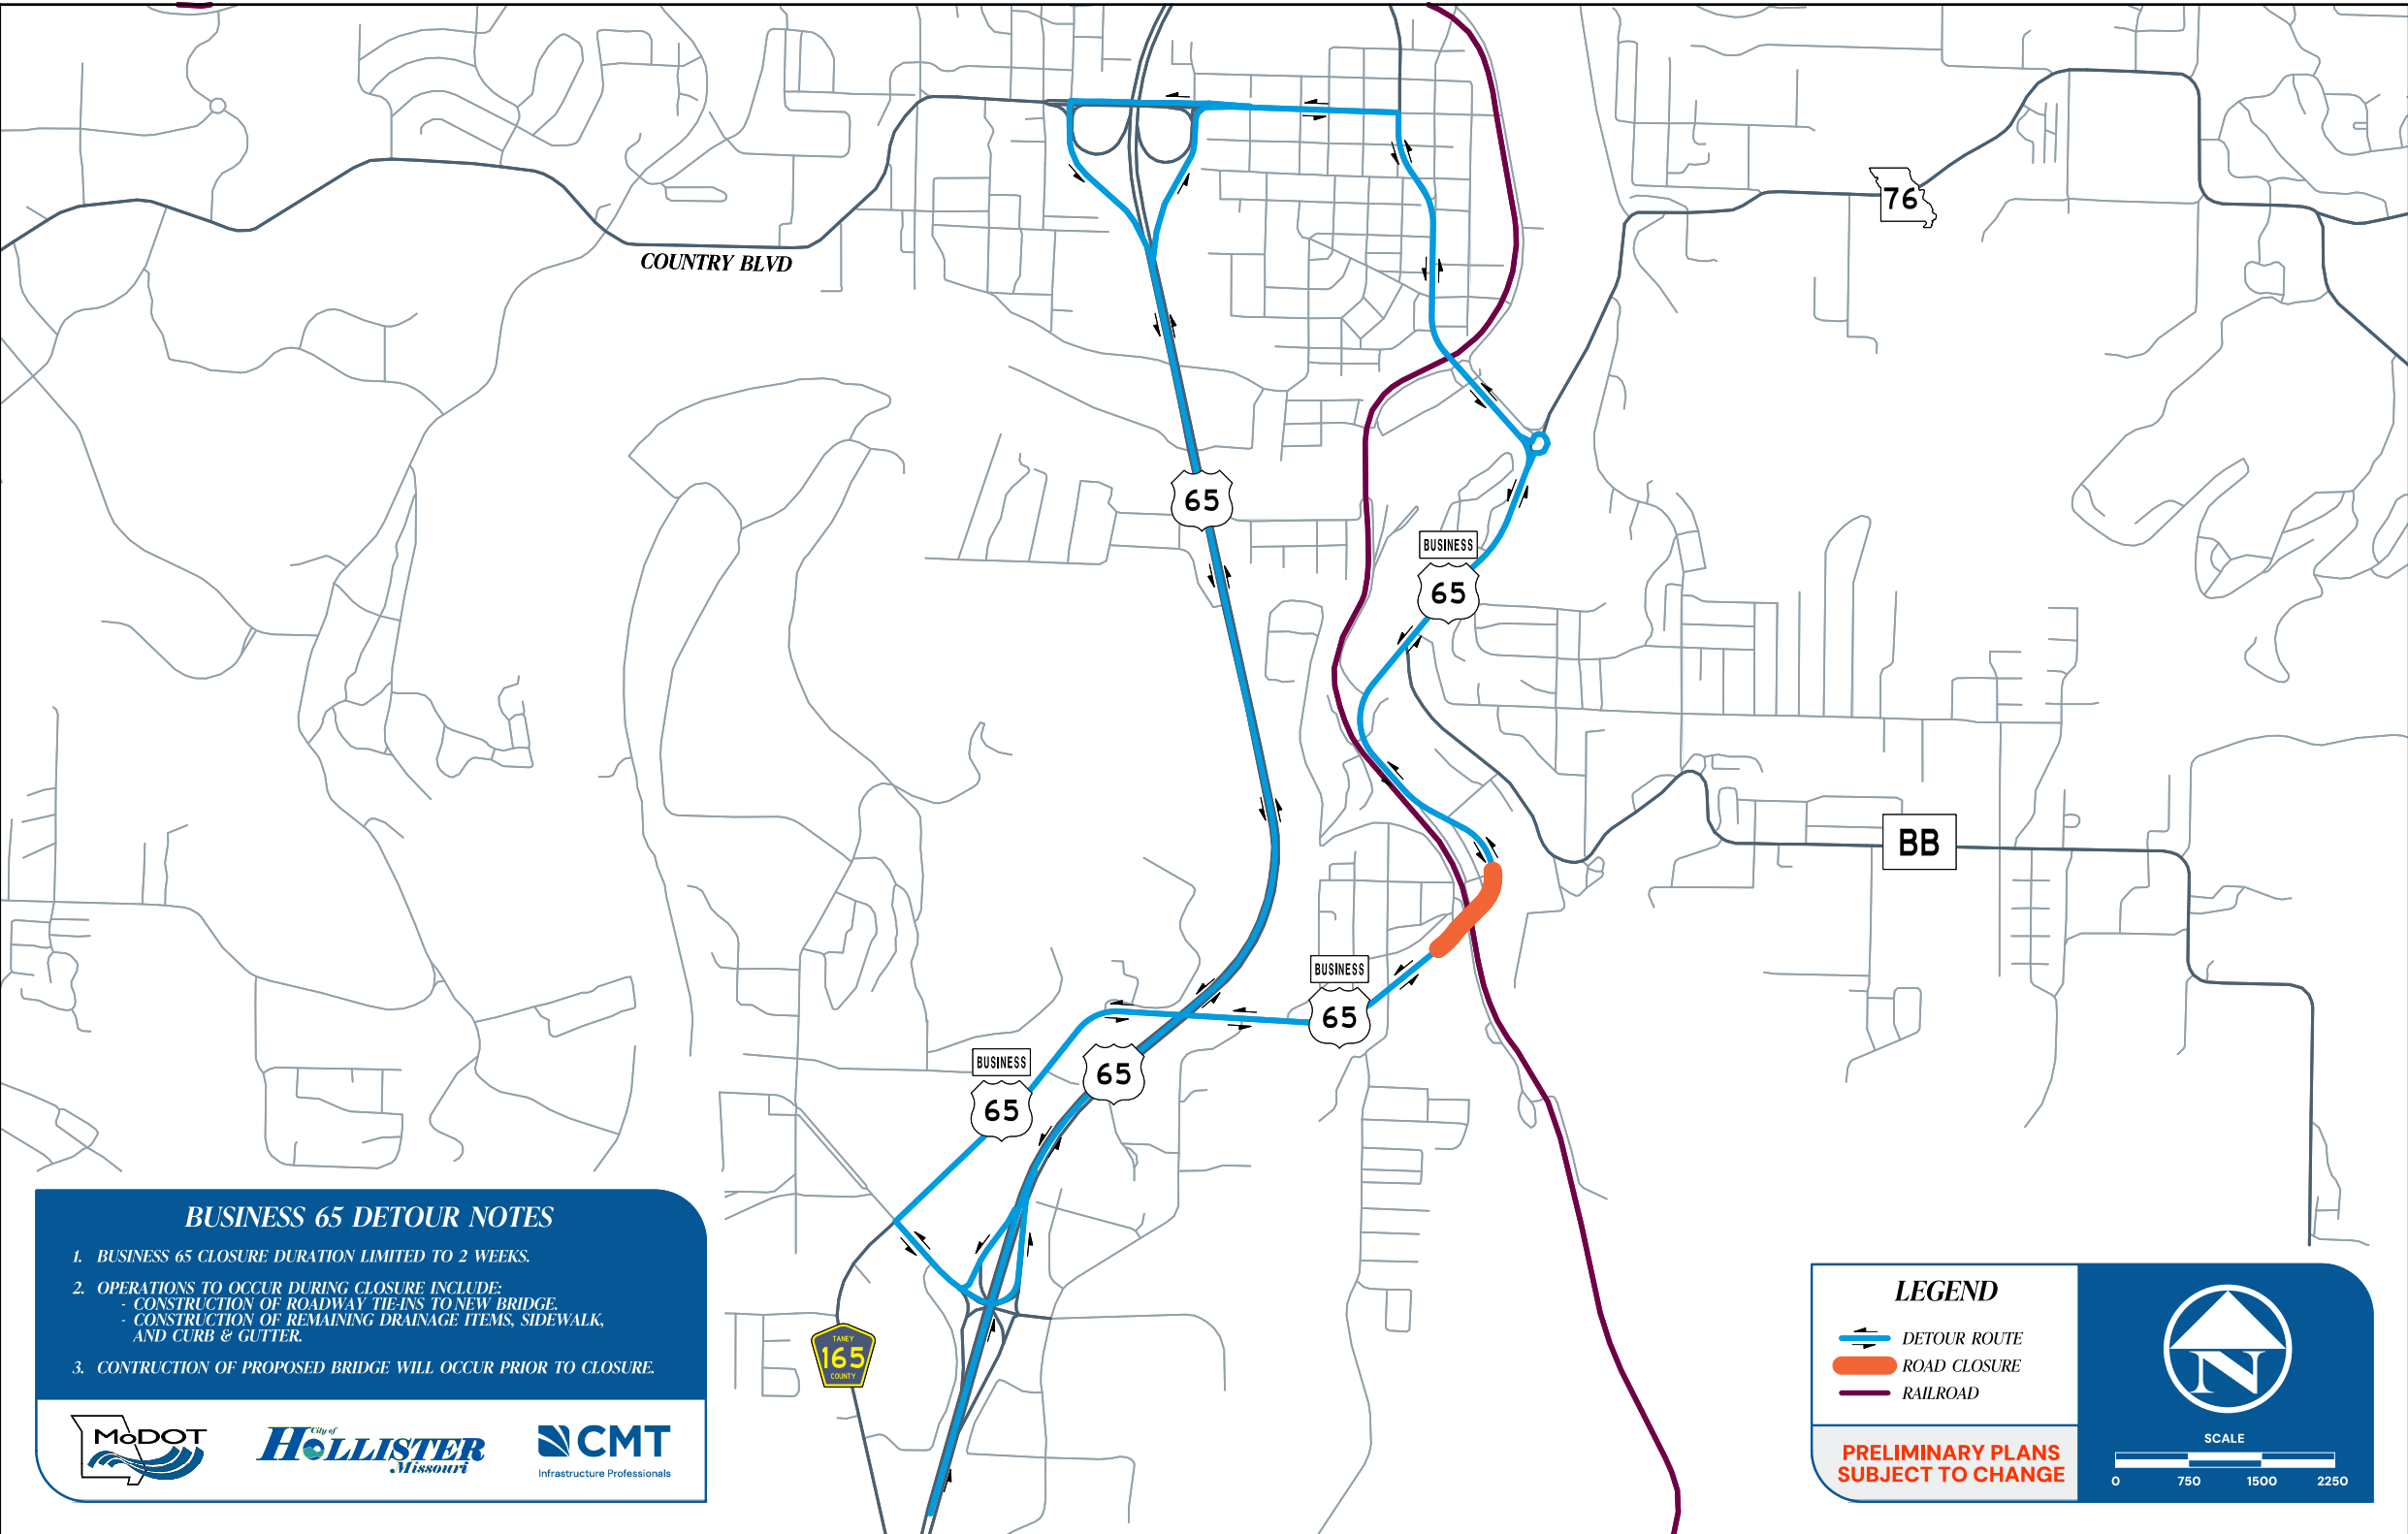 76
COUNTRY BLVD
65
BUSINESS
65
BB
BUSINESS
65
BUSINESS
65
65
BUSINESS 65 DETOUR NOTES
1. BUSINESS 65 CLOSURE DURATION LIMITED TO 2 WEEKS.
2. OPERATIONS TO OCCUR DURING CLOSURE INCLUDE:
- CONSTRUCTION OF ROADWAY TIE-INS TO NEW BRIDGE.
- CONSTRUCTION OF REMAINING DRAINAGE ITEMS, SIDEWALK,
AND CURB & GUTTER.
3. CONTRUCTION OF PROPOSED BRIDGE WILL OCCUR PRIOR TO CLOSURE.
TANEY
165
COUNTY
MoDOT
City of
HOLLISTER
Missouri
CMT
Infrastructure Professionals
LEGEND
DETOUR ROUTE
ROAD CLOSURE
RAILROAD
PRELIMINARY PLANS
SUBJECT TO CHANGE
N
SCALE
0 750 1500 2250